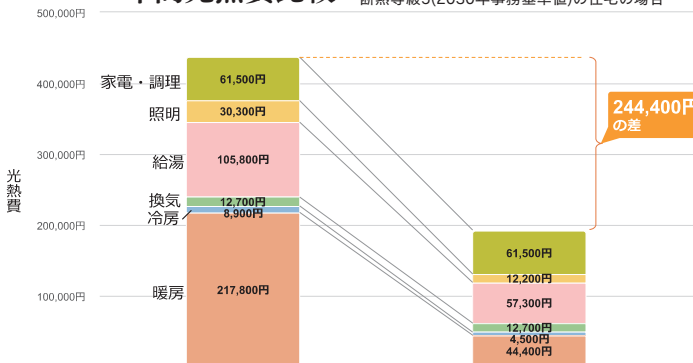 500,000円
400,000円
300,000円
200,000円
100,000円
光熱費
家電・調理
照明
給湯
換気
冷房
暖房
61,500円
30,300円
105,800円
12,700円
8,900円
217,800円
61,500円
12,200円
57,300円
12,700円
4,500円
44,400円
244,400円
の差